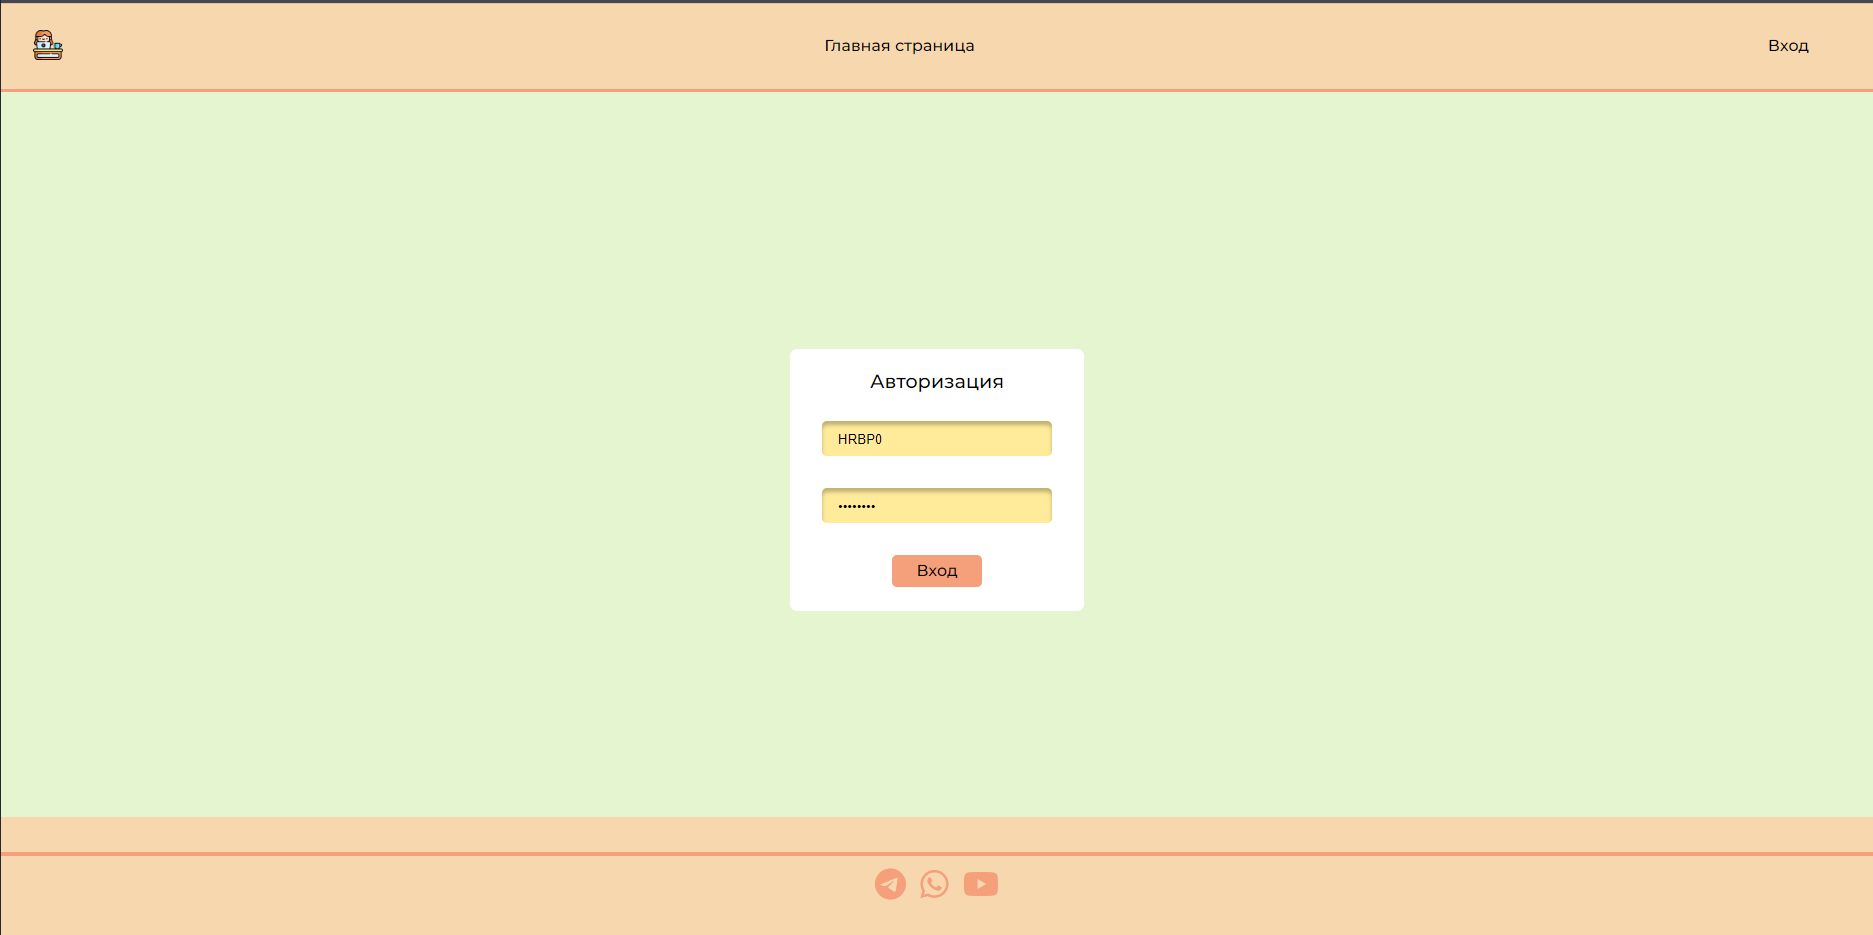 Главная страница
Вход
Авторизация
HRBP0
••••••••
Вход